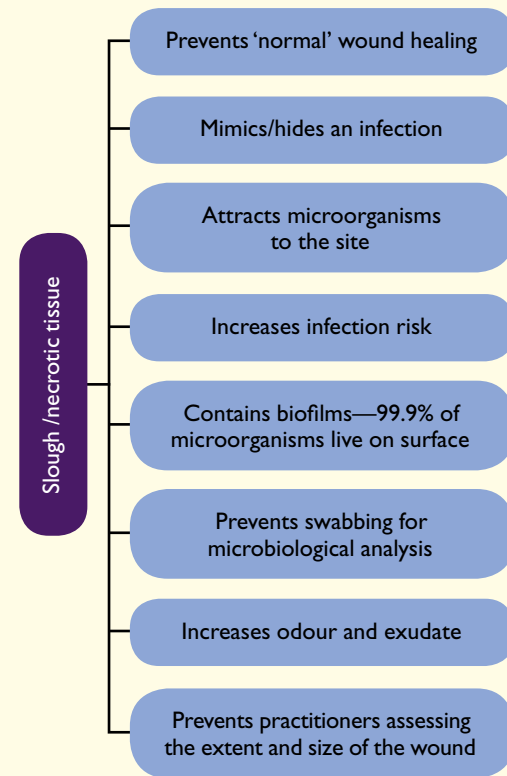 Slough /necrotic tissue
Prevents ‘normal’ wound healing
Mimics/hides an infection
Attracts microorganisms
to the site
Increases infection risk
Contains biofilms—99.9% of
microorganisms live on surface
Prevents swabbing for
microbiological analysis
Increases odour and exudate
Prevents practitioners assessing
the extent and size of the wound